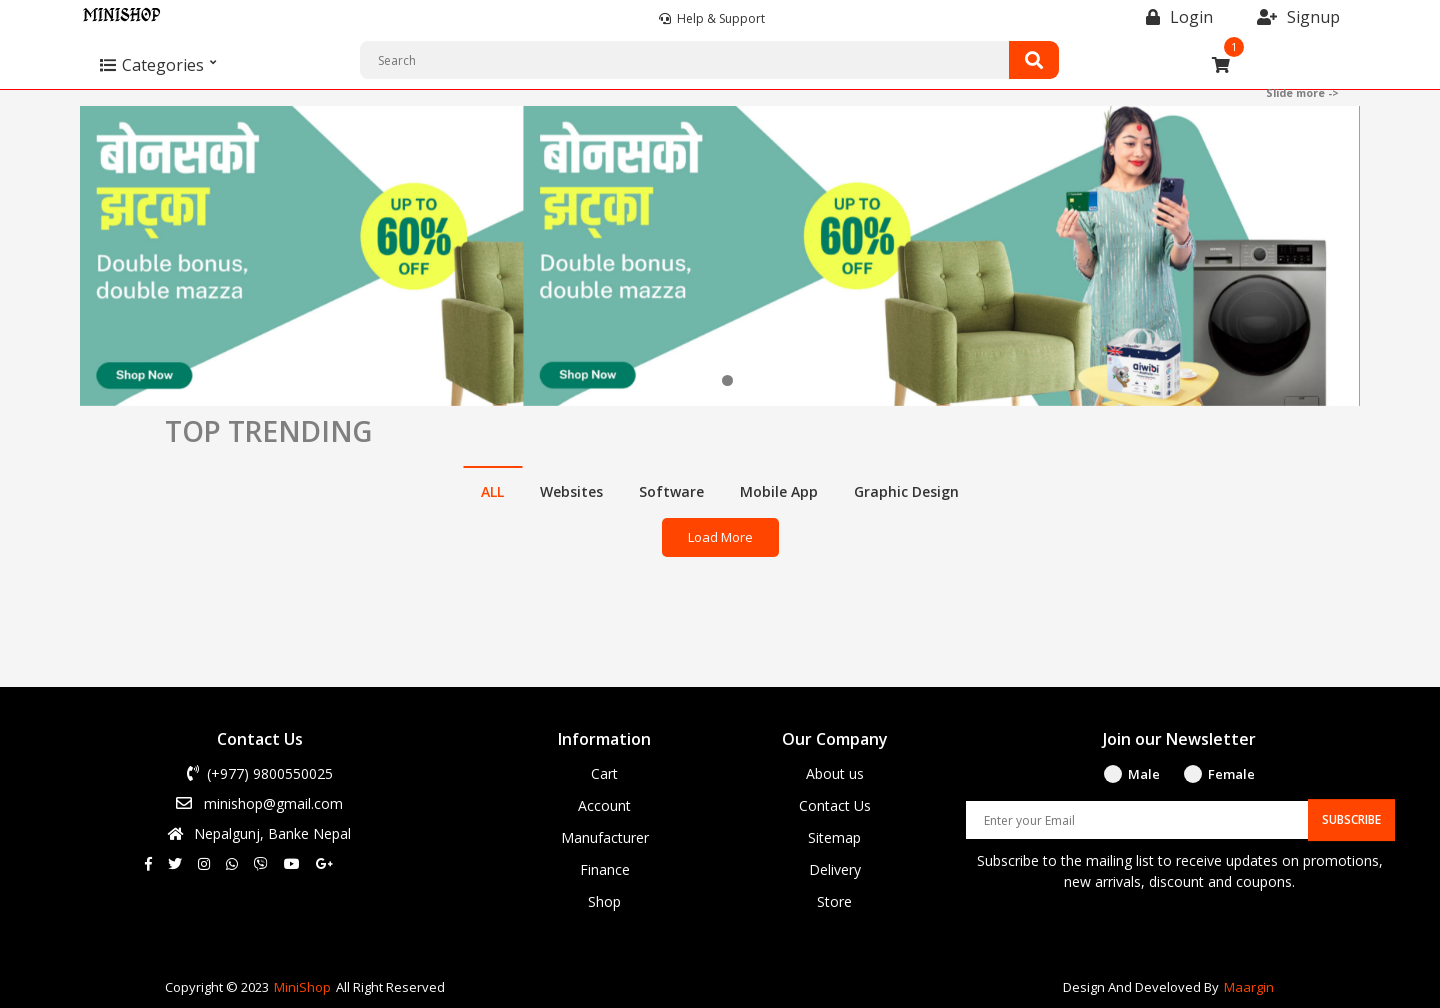 MINISHOP
Help & Support
Login
Signup
Categories
Search
1
Slide more ->
बोनसको
झट्का
Double bonus,
double mazza
Shop Now
UP TO
60%
OFF
बोनसको
झट्का
Double bonus,
double mazza
Shop Now
UP TO
60%
OFF
aiwibi
TOP TRENDING
ALL Websites Software Mobile App Graphic Design
Load More
Contact Us
(+977) 9800550025
minishop@gmail.com
Nepalgunj, Banke Nepal
Information
Cart
Account
Manufacturer
Finance
Shop
Our Company
About us
Contact Us
Sitemap
Delivery
Store
Join our Newsletter
Male Female
Enter your Email SUBSCRIBE
Subscribe to the mailing list to receive updates on promotions,
new arrivals, discount and coupons.
Copyright © 2023 MiniShop All Right Reserved
Design And Develoved By Maargin